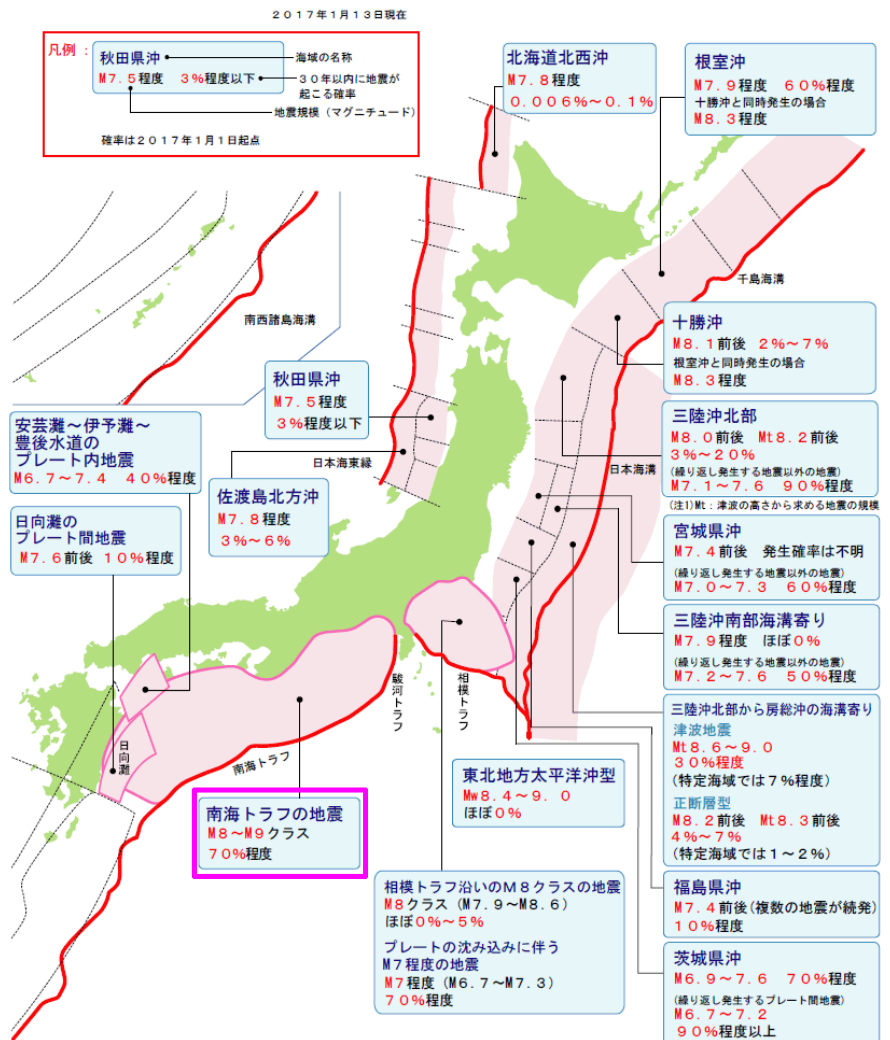 2017年1月13日現在
凡例：
秋田県沖
海域の名称
M7.5程度 3%程度以下
30年以内に地震が
起こる確率
地震規模（マグニチュード）
確率は2017年1月1日起点
北海道北西沖
M7.8程度
0.006%～0.1%
根室沖
M7.9程度 60%程度
十勝沖と同時発生の場合
M8.3程度
千島海溝
南西諸島海溝
十勝沖
M8.1前後 2%～7%
根室沖と同時発生の場合
M8.3程度
秋田県沖
M7.5程度
3%程度以下
日本海東縁
佐渡島北方沖
M7.8程度
3%～6%
安芸灘～伊予灘～
豊後水道の
プレート内地震
M6.7～7.4 40%程度
日向灘の
プレート間地震
M7.6前後 10%程度
日本海溝
三陸沖北部
M8.0前後 Mt8.2前後
3%～20%
(繰り返し発生する地震以外の地震)
M7.1～7.6 90%程度
(注1)Mt：津波の高さから求める地震の規模
宮城県沖
M7.4前後 発生確率は不明
(繰り返し発生する地震以外の地震)
M7.0～7.3 60%程度
三陸沖南部海溝寄り
M7.9程度 ほぼ0%
(繰り返し発生する地震以外の地震)
M7.2～7.6 50%程度
三陸沖北部から房総沖の海溝寄り
津波地震
Mt8.6～9.0
30%程度
(特定海域では7%程度)
正断層型
M8.2前後 Mt8.3前後
4%～7%
(特定海域では1～2%)
福島県沖
M7.4前後(複数の地震が続発)
10%程度
茨城県沖
M6.9～7.6 70%程度
(繰り返し発生するプレート間地震)
M6.7～7.2
90%程度以上
駿河トラフ
相模トラフ
日向灘
南海トラフ
南海トラフの地震
M8～M9クラス
70%程度
東北地方太平洋沖型
Mw8.4～9.0
ほぼ0%
相模トラフ沿いのM8クラスの地震
M8クラス（M7.9～M8.6）
ほぼ0%～5%
プレートの沈み込みに伴う
M7程度の地震
M7程度（M6.7～M7.3）
70%程度